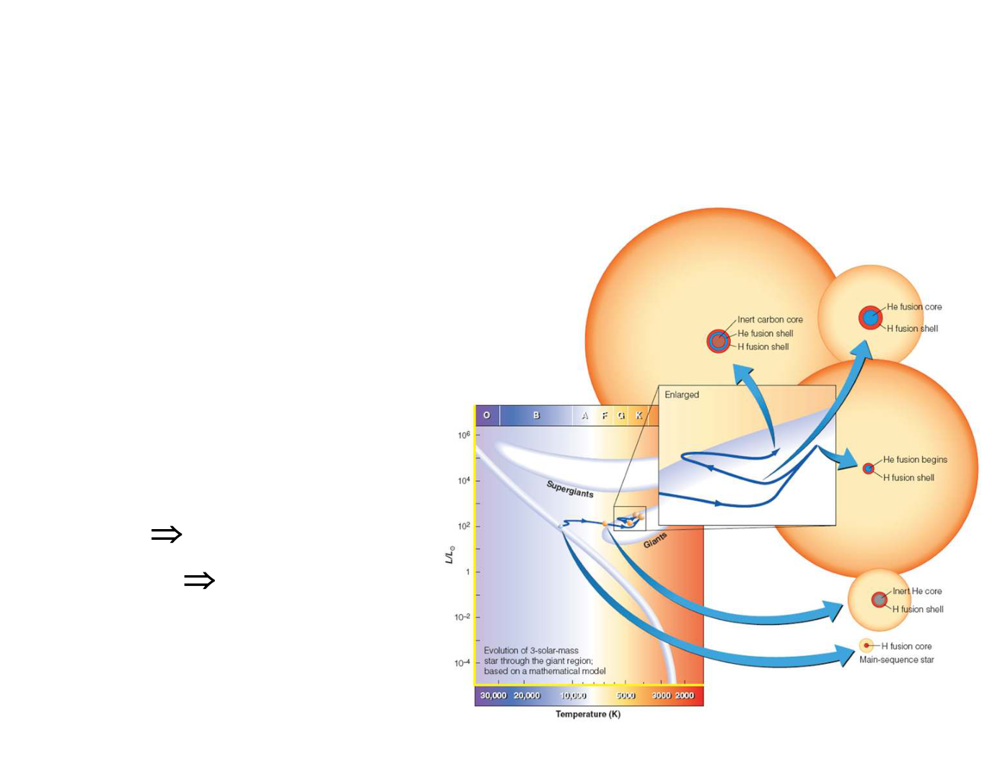 He fusion core
Inert carbon core
H fusion shell
He fusion shell
H fusion shell
Enlarged
O B A F G K
10⁶
He fusion begins
H fusion shell
10⁴
Supergiants
10²
Giants
L/L⊙
1
Inert He core
H fusion shell
10⁻²
H fusion core
Main-sequence star
Evolution of 3-solar-mass
star through the giant region;
based on a mathematical model
10⁻⁴
30,000 20,000 10,000 5000 3000 2000
Temperature (K)
⇒
⇒